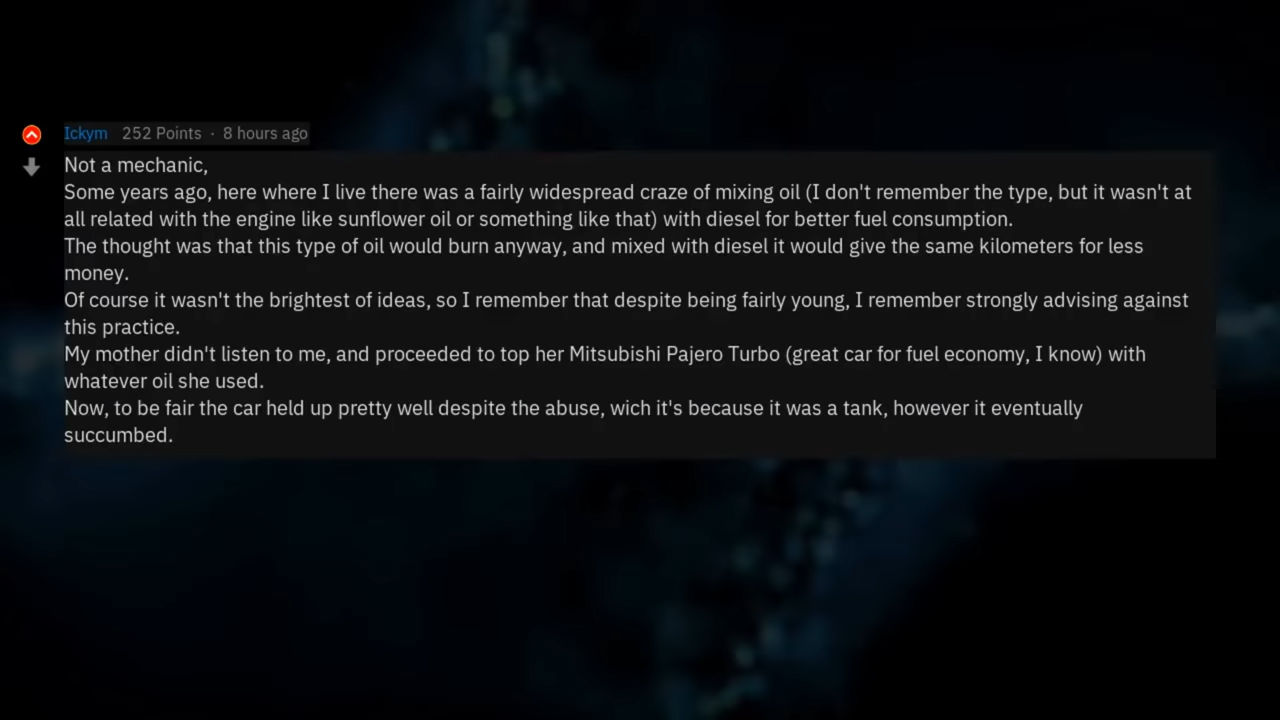 Ickym 252 Points · 8 hours ago
Not a mechanic,
Some years ago, here where I live there was a fairly widespread craze of mixing oil (I don't remember the type, but it wasn't at
all related with the engine like sunflower oil or something like that) with diesel for better fuel consumption.
The thought was that this type of oil would burn anyway, and mixed with diesel it would give the same kilometers for less
money.
Of course it wasn't the brightest of ideas, so I remember that despite being fairly young, I remember strongly advising against
this practice.
My mother didn't listen to me, and proceeded to top her Mitsubishi Pajero Turbo (great car for fuel economy, I know) with
whatever oil she used.
Now, to be fair the car held up pretty well despite the abuse, wich it's because it was a tank, however it eventually
succumbed.